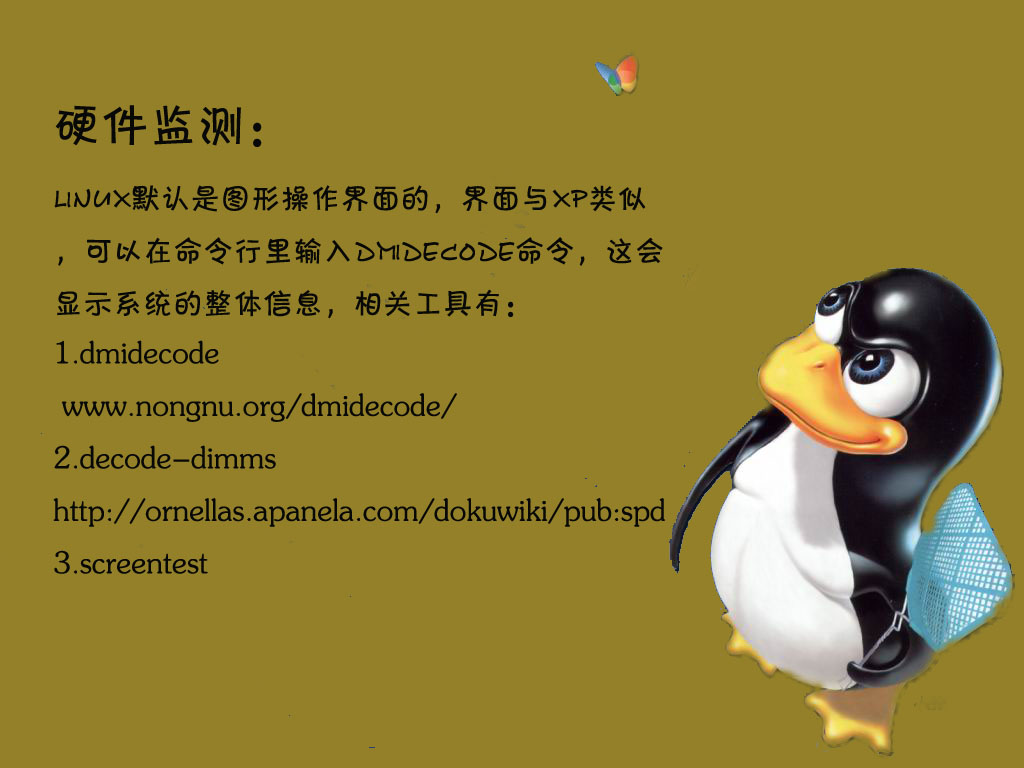 硬件监测：
LINUX默认是图形操作界面的，界面与XP类似
，可以在命令行里输入DMIDECODE命令，这会
显示系统的整体信息，相关工具有：
1.dmidecode
www.nongnu.org/dmidecode/
2.decode-dimms
http://ornellas.apanela.com/dokuwiki/pub:spd
3.screentest